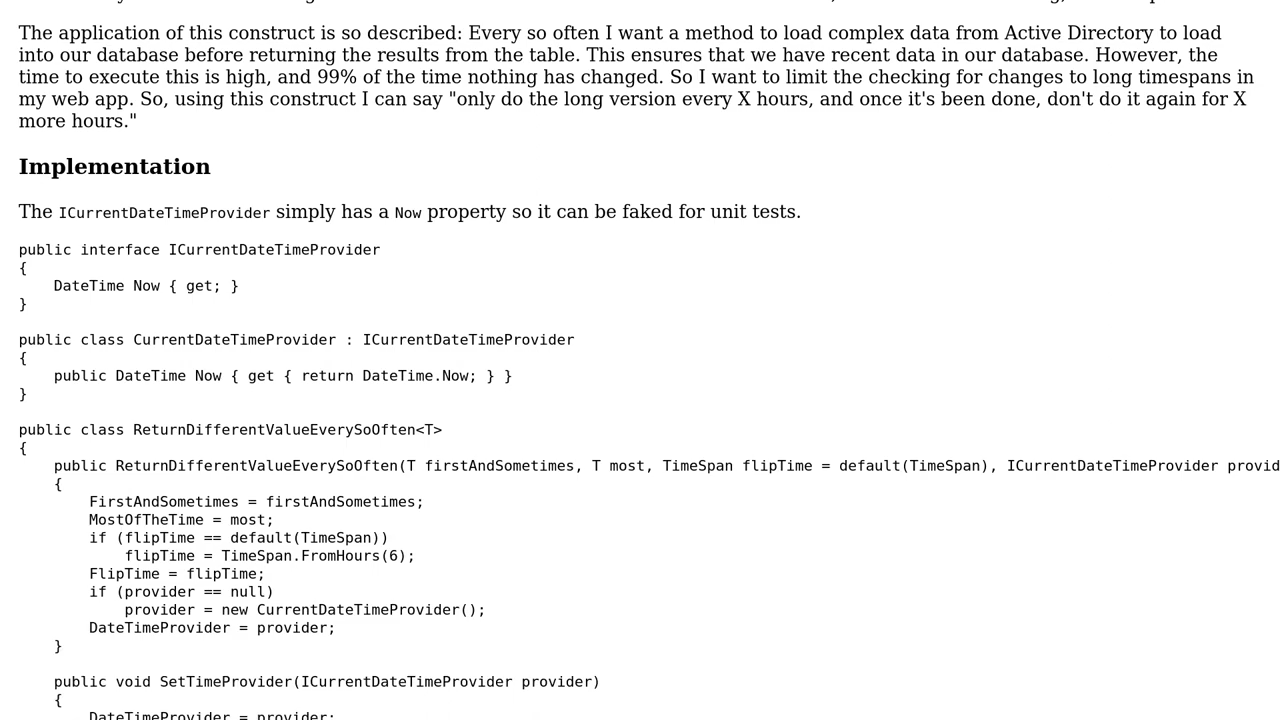 The application of this construct is so described: Every so often I want a method to load complex data from Active Directory to load
into our database before returning the results from the table. This ensures that we have recent data in our database. However, the
time to execute this is high, and 99% of the time nothing has changed. So I want to limit the checking for changes to long timespans in
my web app. So, using this construct I can say "only do the long version every X hours, and once it's been done, don't do it again for X
more hours."
Implementation
The ICurrentDateTimeProvider simply has a Now property so it can be faked for unit tests.
public interface ICurrentDateTimeProvider
{
    DateTime Now { get; }
}
public class CurrentDateTimeProvider : ICurrentDateTimeProvider
{
    public DateTime Now { get { return DateTime.Now; } }
}
public class ReturnDifferentValueEverySoOften<T>
{
    public ReturnDifferentValueEverySoOften(T firstAndSometimes, T most, TimeSpan flipTime = default(TimeSpan), ICurrentDateTimeProvider provid
    {
        FirstAndSometimes = firstAndSometimes;
        MostOfTheTime = most;
        if (flipTime == default(TimeSpan))
            flipTime = TimeSpan.FromHours(6);
        FlipTime = flipTime;
        if (provider == null)
            provider = new CurrentDateTimeProvider();
        DateTimeProvider = provider;
    }
    public void SetTimeProvider(ICurrentDateTimeProvider provider)
    {
        DateTimeProvider = provider;